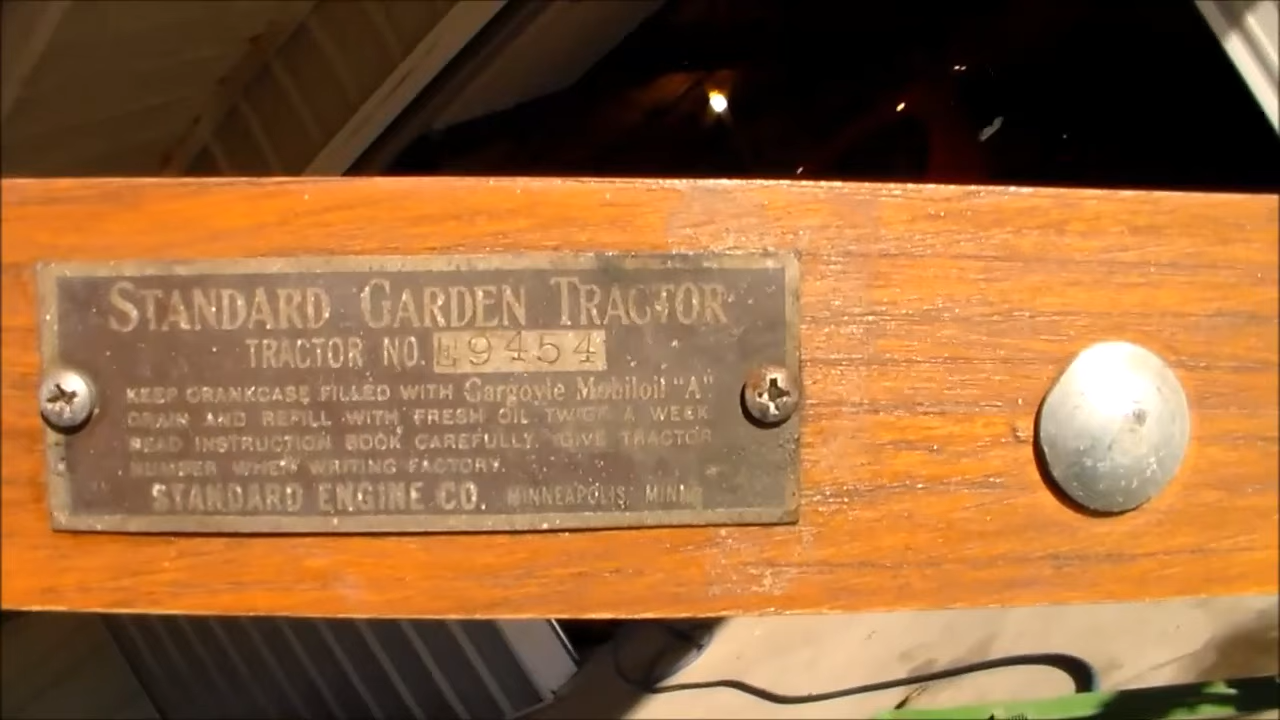 STANDARD GARDEN TRACTOR
TRACTOR NO. E9454
KEEP CRANKCASE FILLED WITH Gargoyle Mobiloil "A".
DRAIN AND REFILL WITH FRESH OIL TWICE A WEEK.
READ INSTRUCTION BOOK CAREFULLY. GIVE TRACTOR
NUMBER WHEN WRITING FACTORY.
STANDARD ENGINE CO. MINNEAPOLIS, MINN.